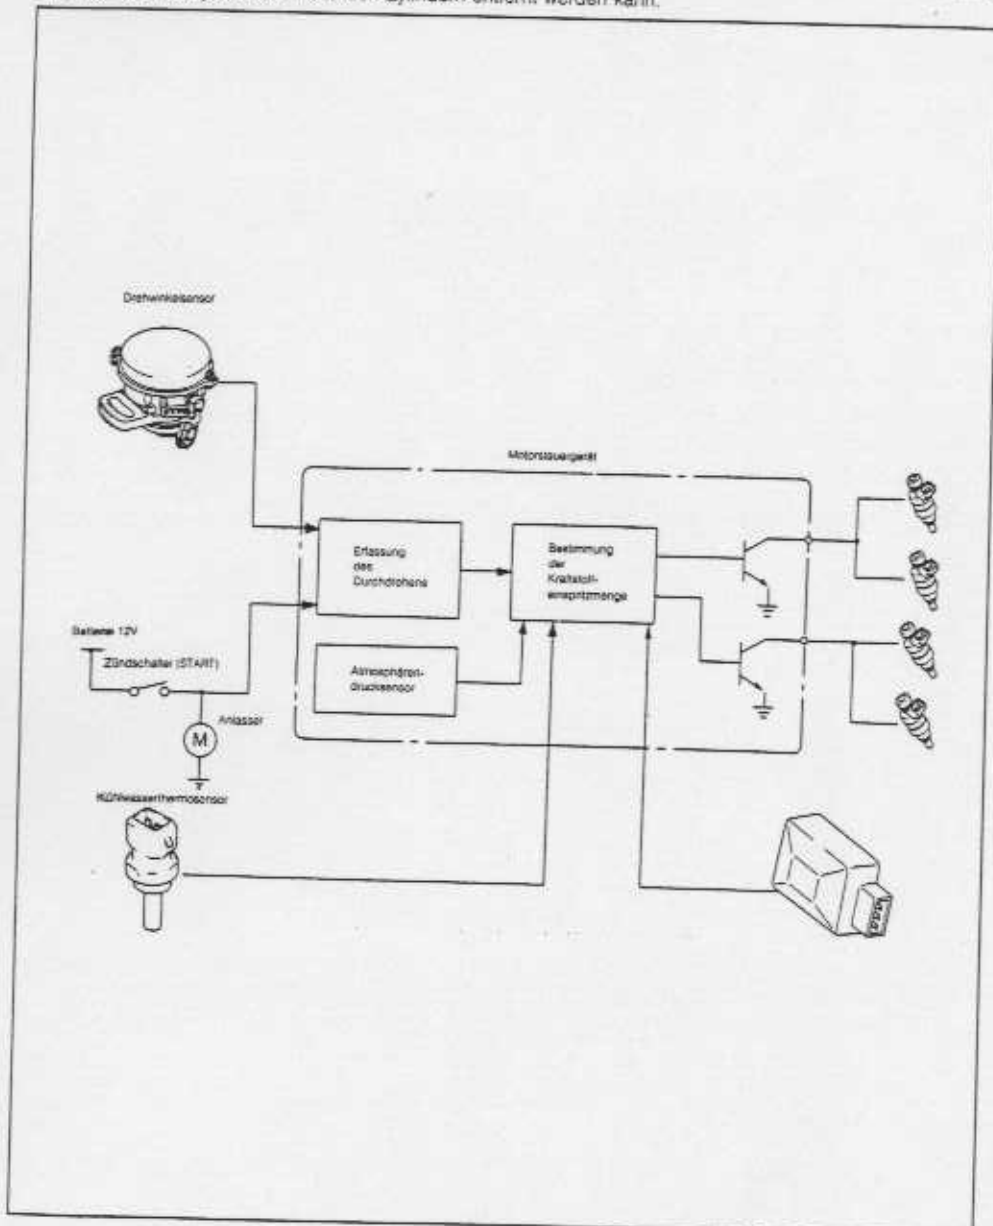 Zylindern entfernt werden kann.
Drehwinkelsensor
Motorsteuergerät
Erfassung
des
Durchdrehens
Bestimmung
der
Kraftstoff-
einspritzmenge
Batterie 12V
Zündschalter (START)
Atmosphären-
drucksensor
Anlasser
M
Kühlwasserthermosensor